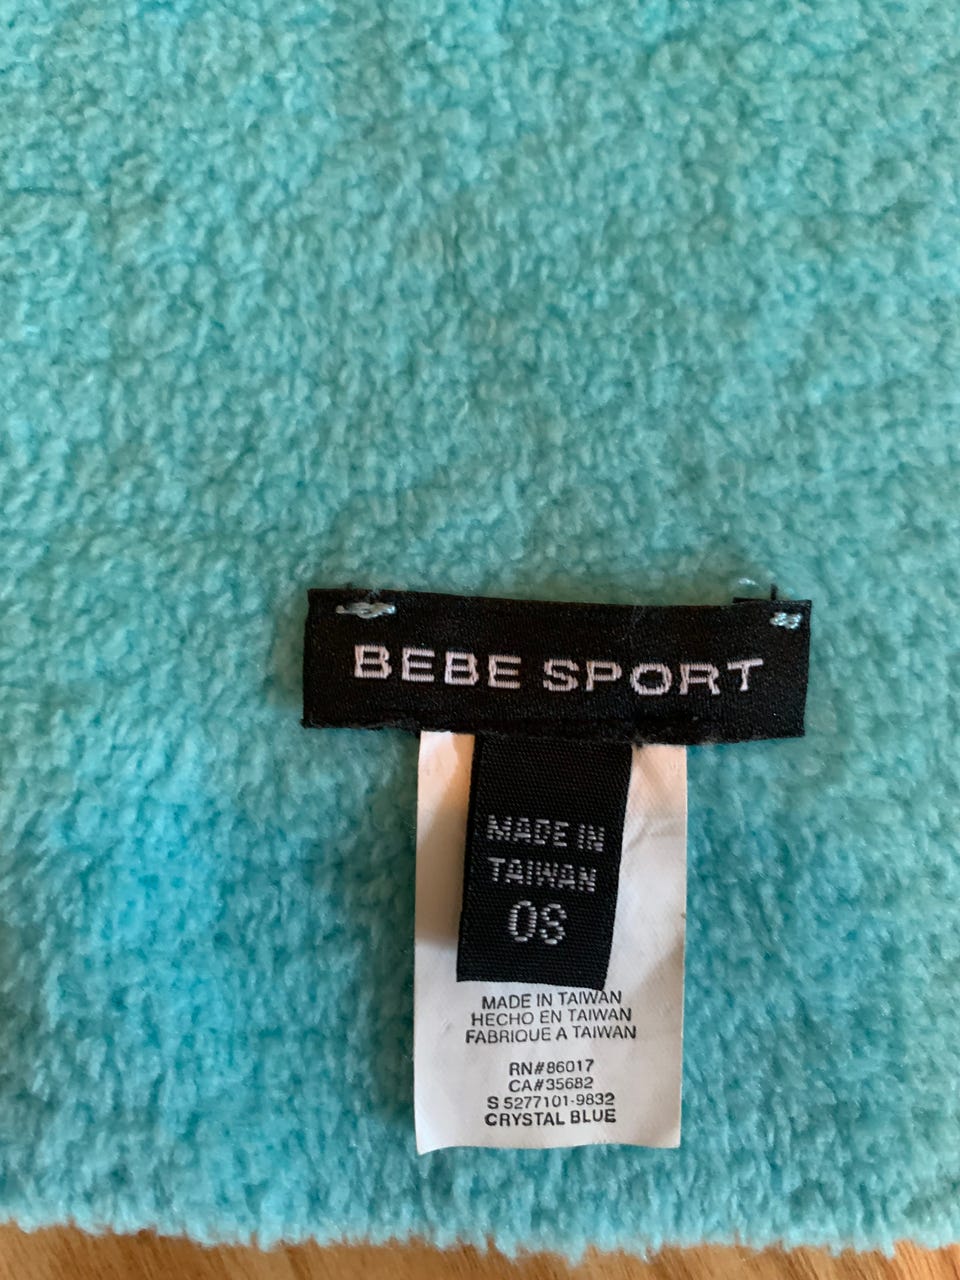 BEBE SPORT
MADE IN
TAIWAN
OS
MADE IN TAIWAN
HECHO EN TAIWAN
FABRIQUE A TAIWAN
RN#86017
CA#35682
S 5277101-9832
CRYSTAL BLUE